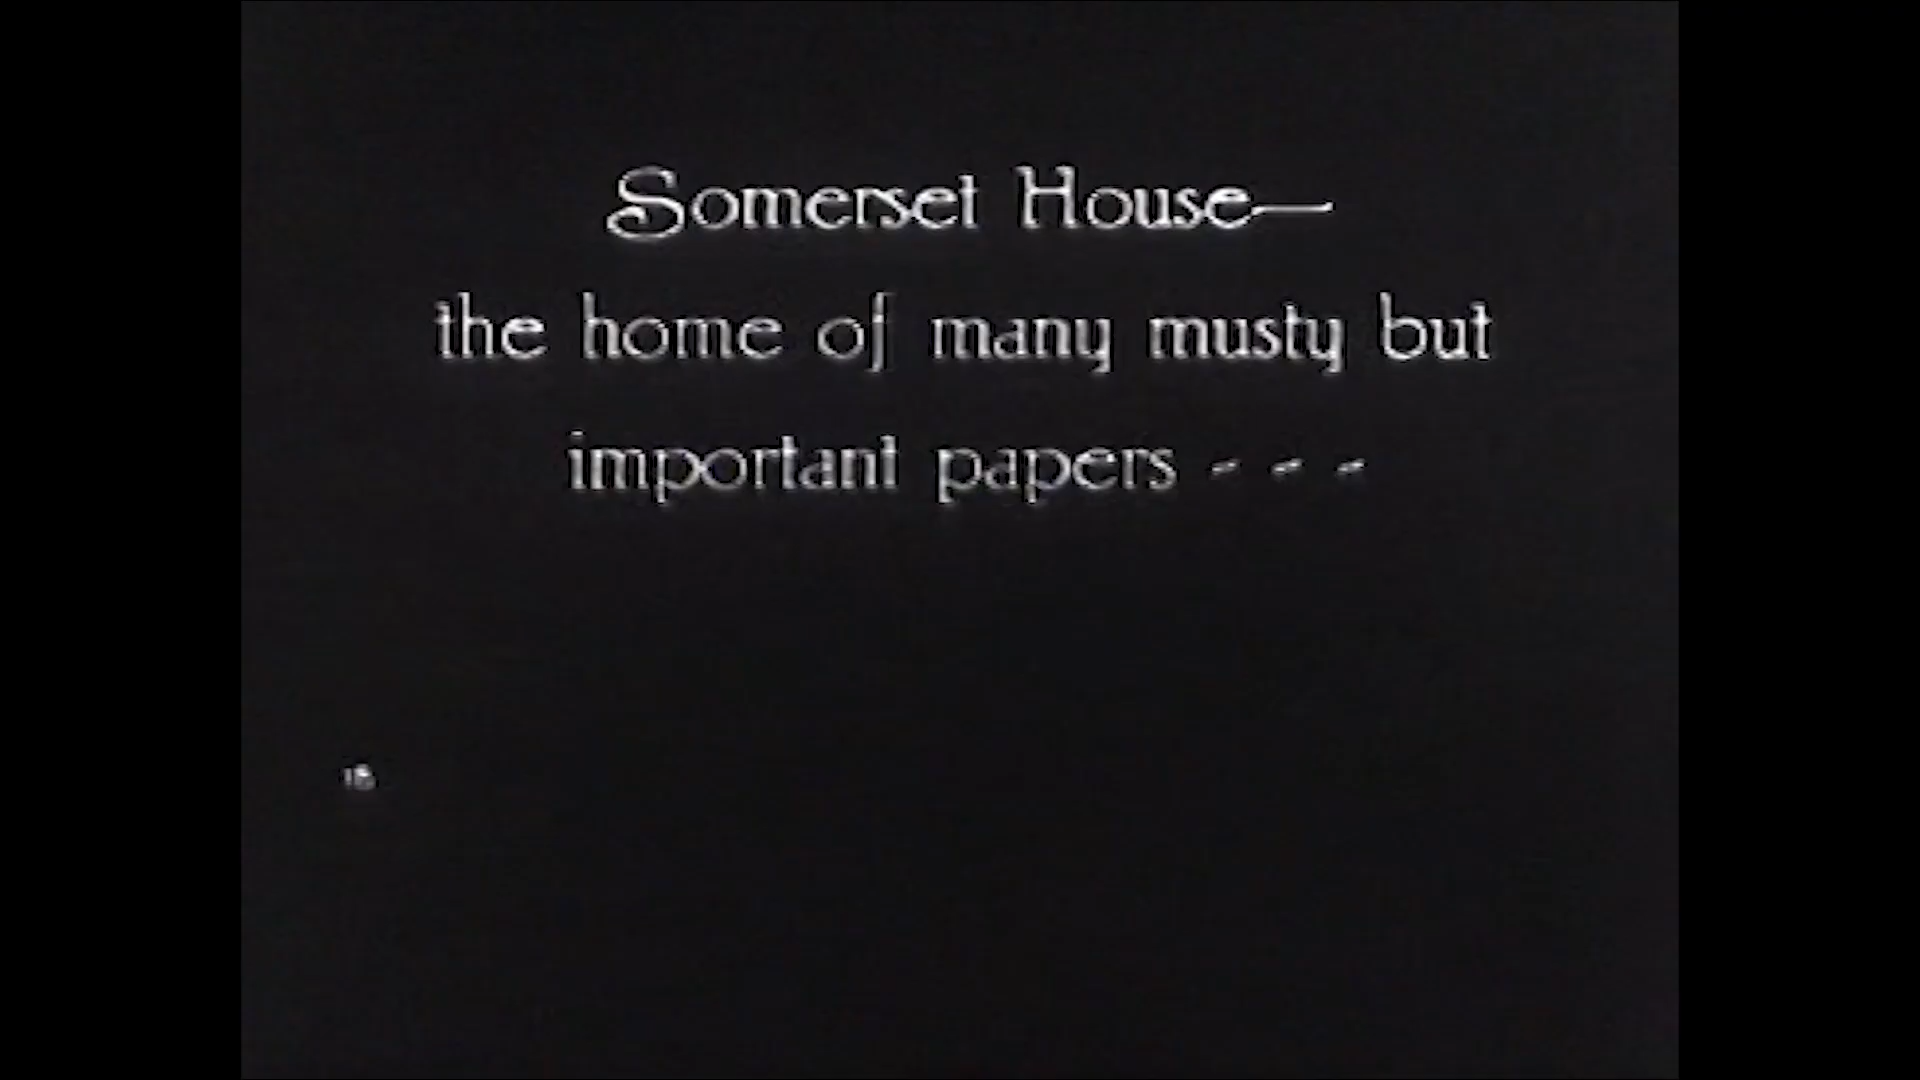 Somerset House—
the home of many musty but
important papers - - -